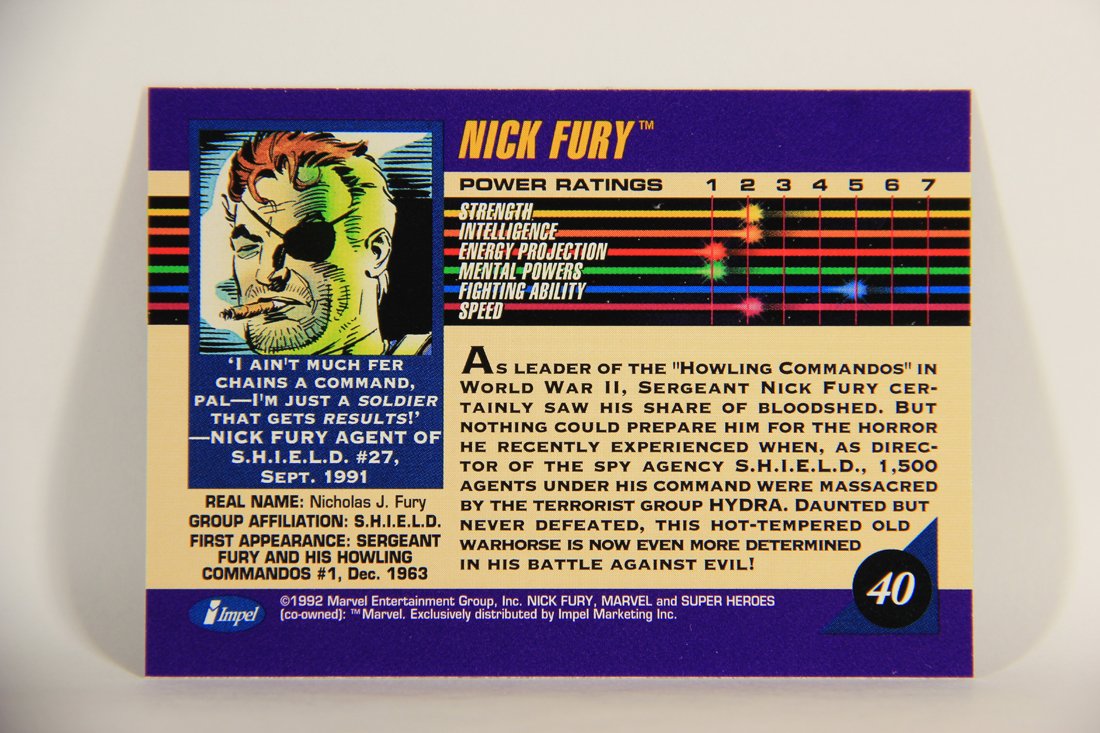 NICK FURY™
POWER RATINGS 1 2 3 4 5 6 7
STRENGTH
INTELLIGENCE
ENERGY PROJECTION
MENTAL POWERS
FIGHTING ABILITY
SPEED
'I AIN'T MUCH FER
CHAINS A COMMAND,
PAL—I'M JUST A SOLDIER
THAT GETS RESULTS!'
—NICK FURY AGENT OF
S.H.I.E.L.D. #27,
SEPT. 1991
REAL NAME: Nicholas J. Fury
GROUP AFFILIATION: S.H.I.E.L.D.
FIRST APPEARANCE: SERGEANT
FURY AND HIS HOWLING
COMMANDOS #1, Dec. 1963
AS LEADER OF THE "HOWLING COMMANDOS" IN
WORLD WAR II, SERGEANT NICK FURY CER-
TAINLY SAW HIS SHARE OF BLOODSHED. BUT
NOTHING COULD PREPARE HIM FOR THE HORROR
HE RECENTLY EXPERIENCED WHEN, AS DIREC-
TOR OF THE SPY AGENCY S.H.I.E.L.D., 1,500
AGENTS UNDER HIS COMMAND WERE MASSACRED
BY THE TERRORIST GROUP HYDRA. DAUNTED BUT
NEVER DEFEATED, THIS HOT-TEMPERED OLD
WARHORSE IS NOW EVEN MORE DETERMINED
IN HIS BATTLE AGAINST EVIL!
40
Impel
©1992 Marvel Entertainment Group, Inc. NICK FURY, MARVEL and SUPER HEROES
(co-owned): ™Marvel. Exclusively distributed by Impel Marketing Inc.